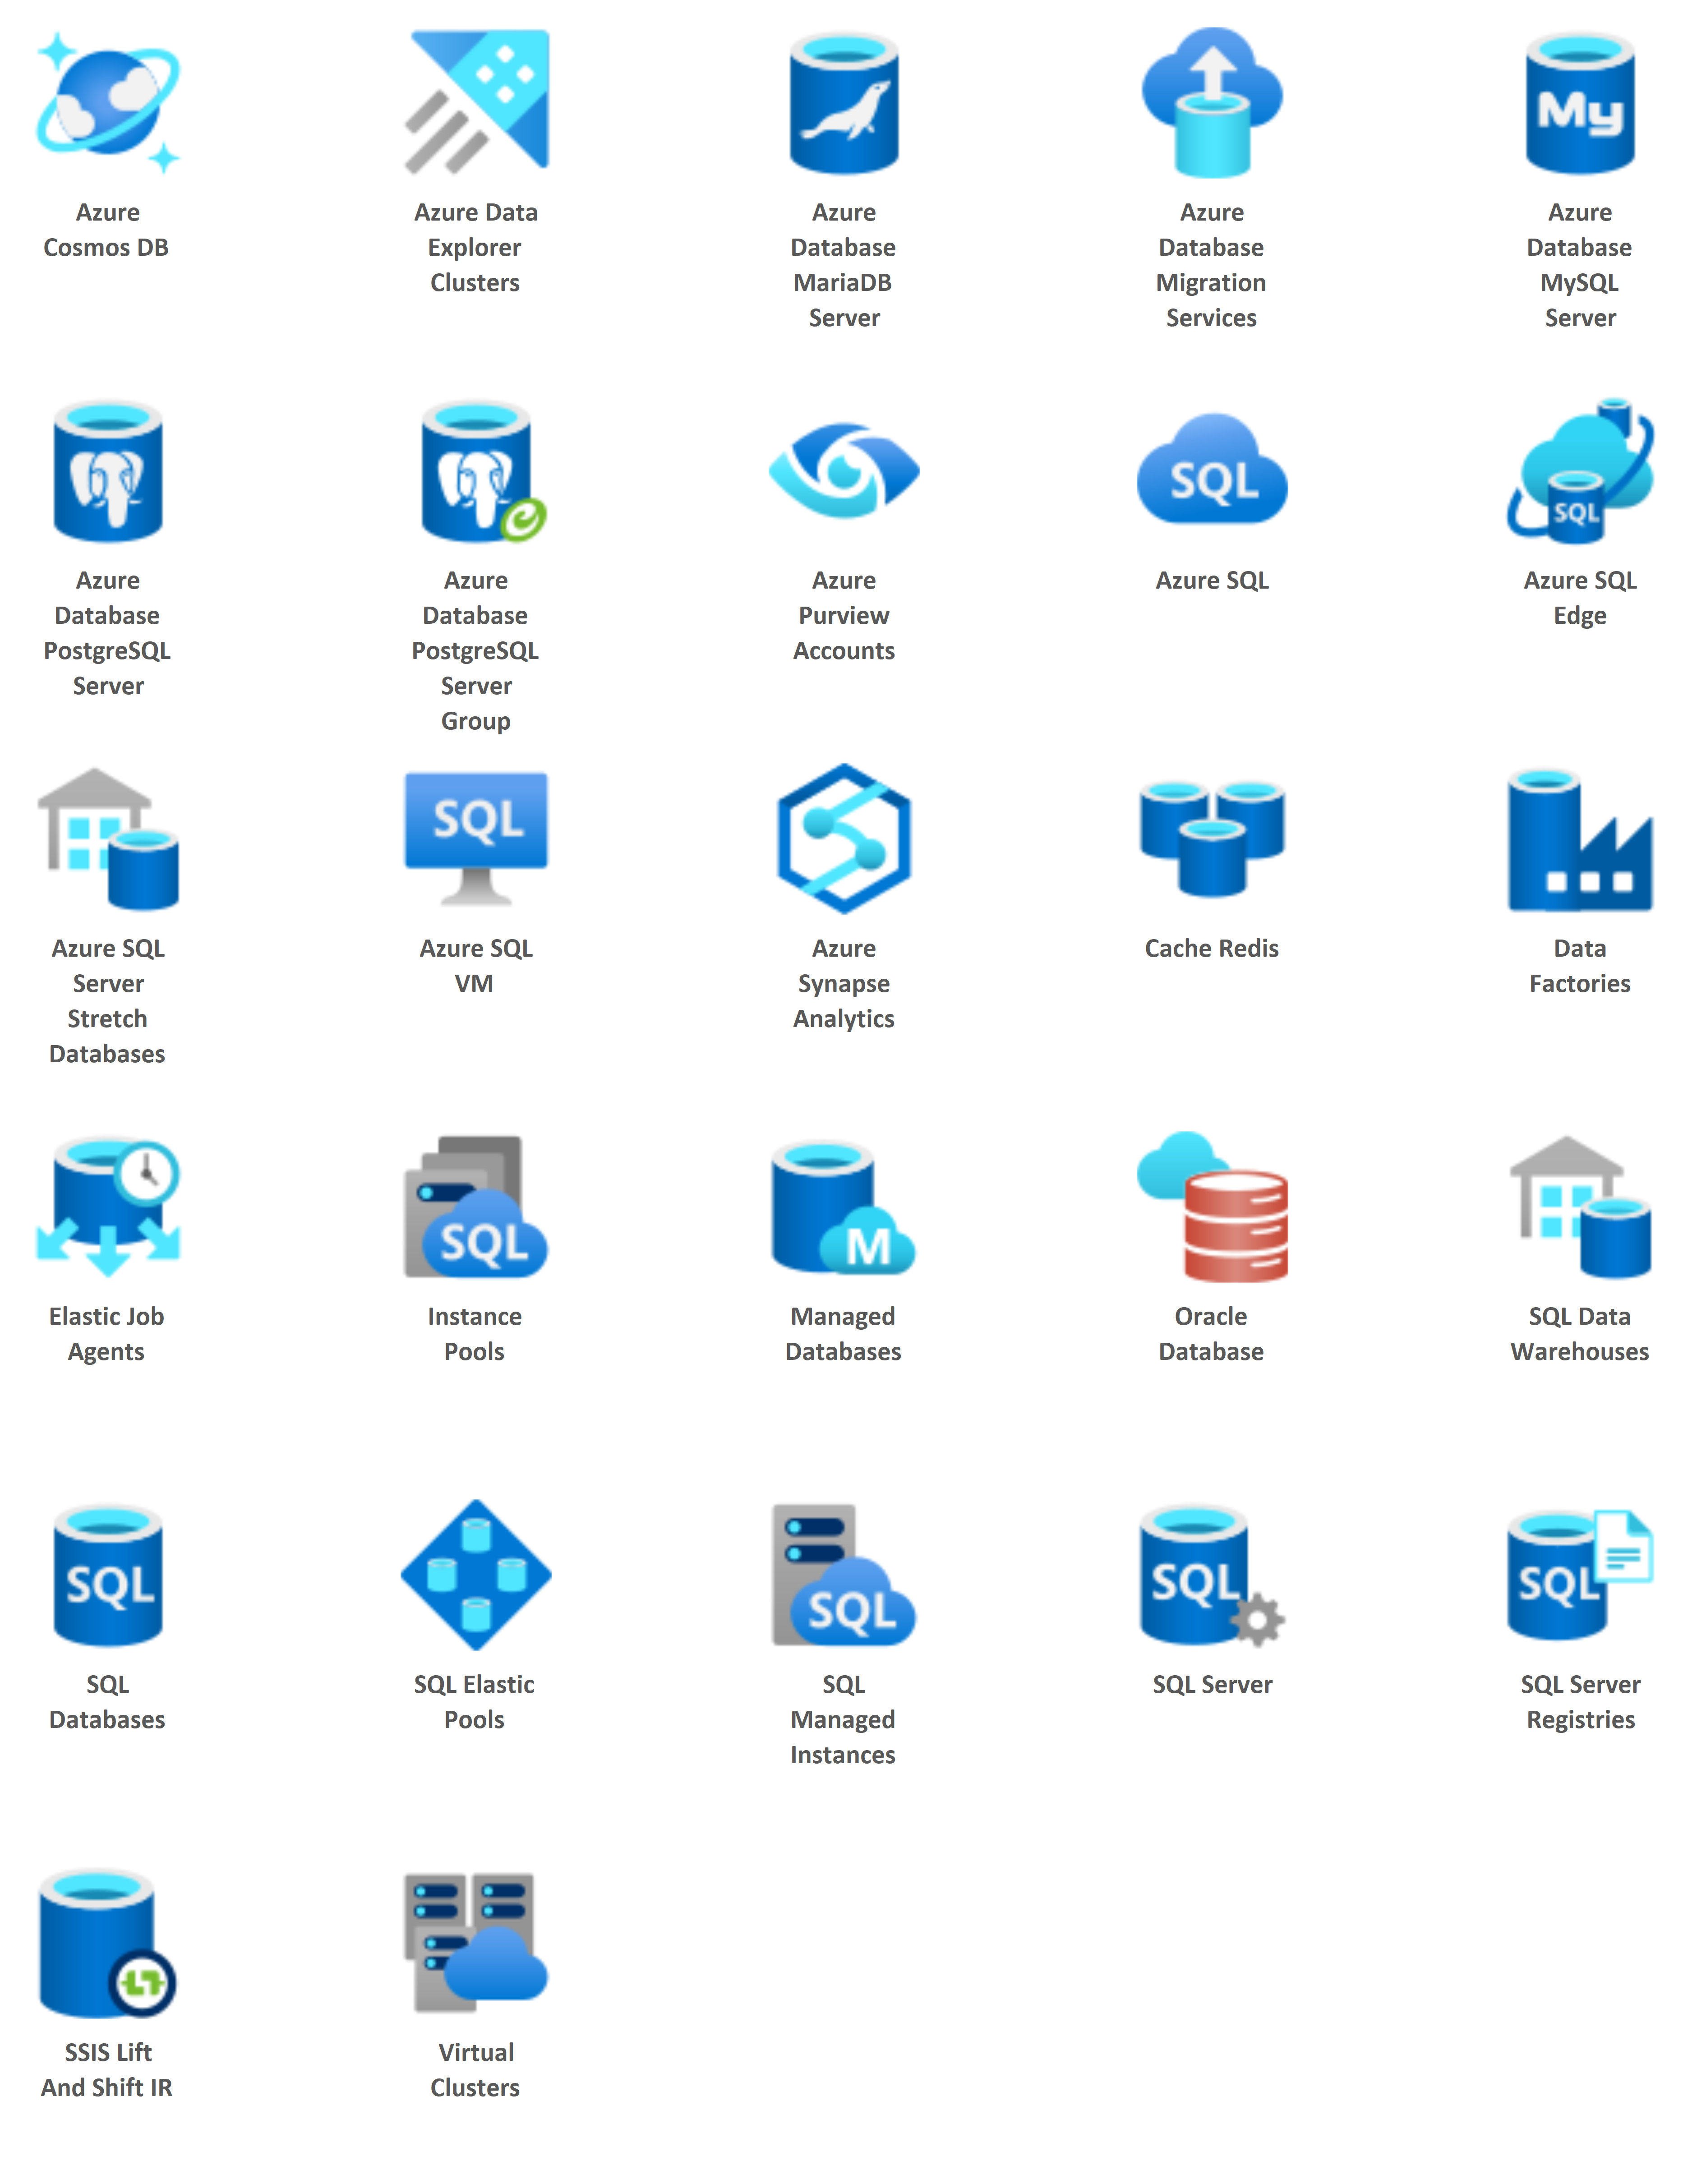 My
Azure
Cosmos DB
Azure Data
Explorer
Clusters
Azure
Database
MariaDB
Server
Azure
Database
Migration
Services
Azure
Database
MySQL
Server
SQL
SQL
Azure
Database
PostgreSQL
Server
Azure
Database
PostgreSQL
Server
Group
Azure
Purview
Accounts
Azure SQL
Azure SQL
Edge
SQL
Azure SQL
Server
Stretch
Databases
Azure SQL
VM
Azure
Synapse
Analytics
Cache Redis
Data
Factories
SQL
M
Elastic Job
Agents
Instance
Pools
Managed
Databases
Oracle
Database
SQL Data
Warehouses
SQL
SQL
SQL
SQL
SQL
Databases
SQL Elastic
Pools
SQL
Managed
Instances
SQL Server
SQL Server
Registries
SSIS Lift
And Shift IR
Virtual
Clusters